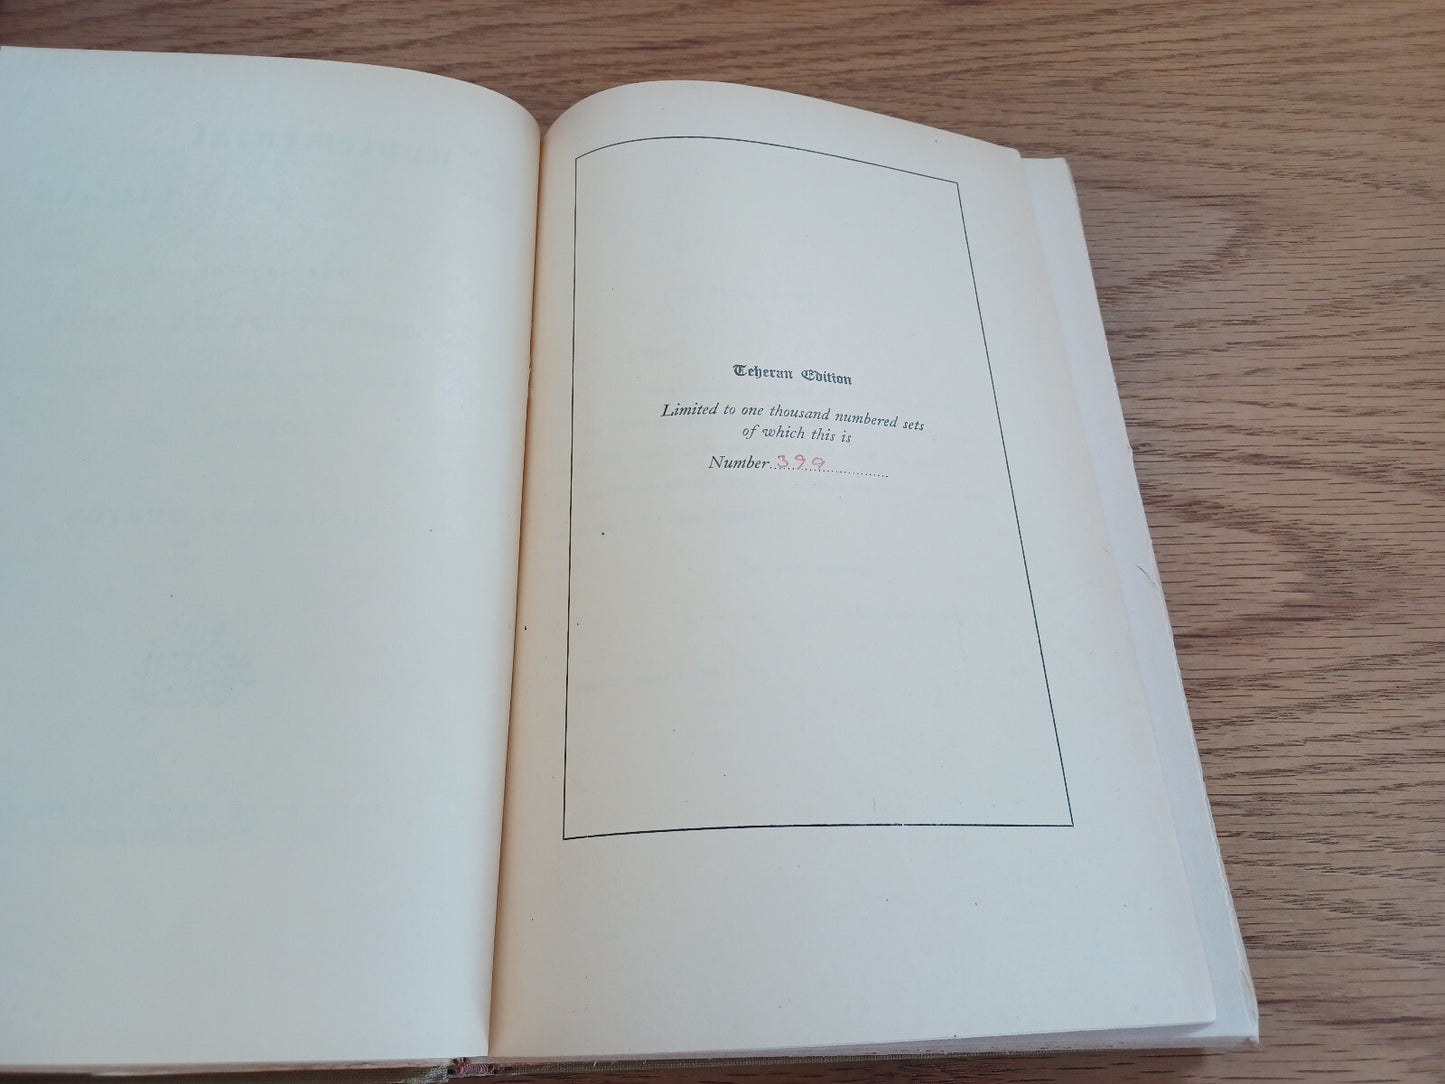 Teheran Edition
Limited to one thousand numbered sets
of which this is
Number 399